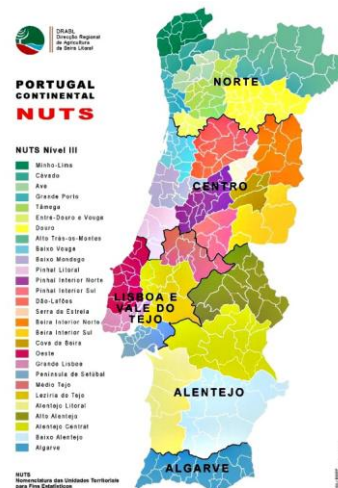 DRABL
Direcção Regional
de Agricultura
da Beira Litoral
PORTUGAL
CONTINENTAL
NUTS
NUTS Nível III
Minho-Lima
Cávado
Ave
Grande Porto
Tâmega
Entre-Douro e Vouga
Douro
Alto Trás-os-Montes
Baixo Vouga
Baixo Mondego
Pinhal Litoral
Pinhal Interior Norte
Pinhal Interior Sul
Dão-Lafões
Serra da Estrela
Beira Interior Norte
Beira Interior Sul
Cova da Beira
Oeste
Grande Lisboa
Península de Setúbal
Médio Tejo
Lezíria do Tejo
Alentejo Litoral
Alto Alentejo
Alentejo Central
Baixo Alentejo
Algarve
NUTS
Nomenclatura das Unidades Territoriais
para Fins Estatísticos
NORTE
CENTRO
LISBOA E
VALE DO
TEJO
ALENTEJO
ALGARVE